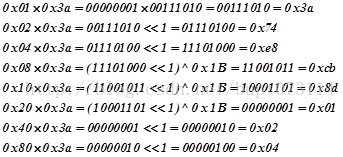 0x01×0x3a=00000001×00111010=00111010=0x3a
0x02×0x3a=00111010<<1=01110100=0x74
0x04×0x3a=01110100<<1=11101000=0xe8
0x08×0x3a=(11101000<<1)^0x1B=11001011=0xcb
0x10×0x3a=(11001011<<1)^0x1B=10001101=0x8d
0x20×0x3a=(10001101<<1)^0x1B=00000001=0x01
0x40×0x3a=00000001<<1=00000010=0x02
0x80×0x3a=00000010<<1=00000100=0x04